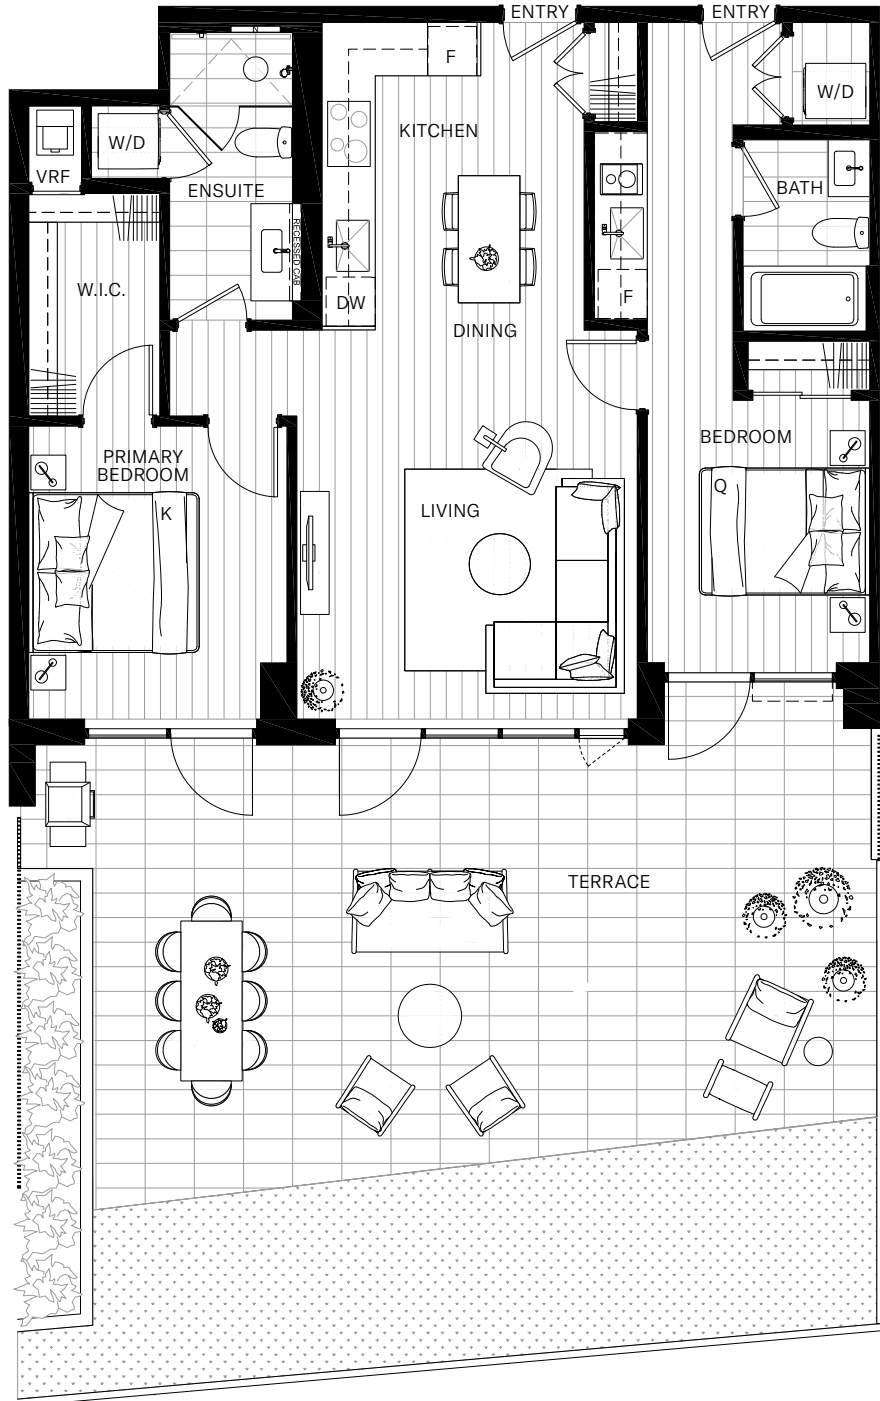 ENTRY
ENTRY
F
W/D
KITCHEN
W/D
VRF
ENSUITE
BATH
RECESSED CAB
W.I.C.
DW
F
DINING
PRIMARY
BEDROOM
BEDROOM
K
LIVING
Q
TERRACE